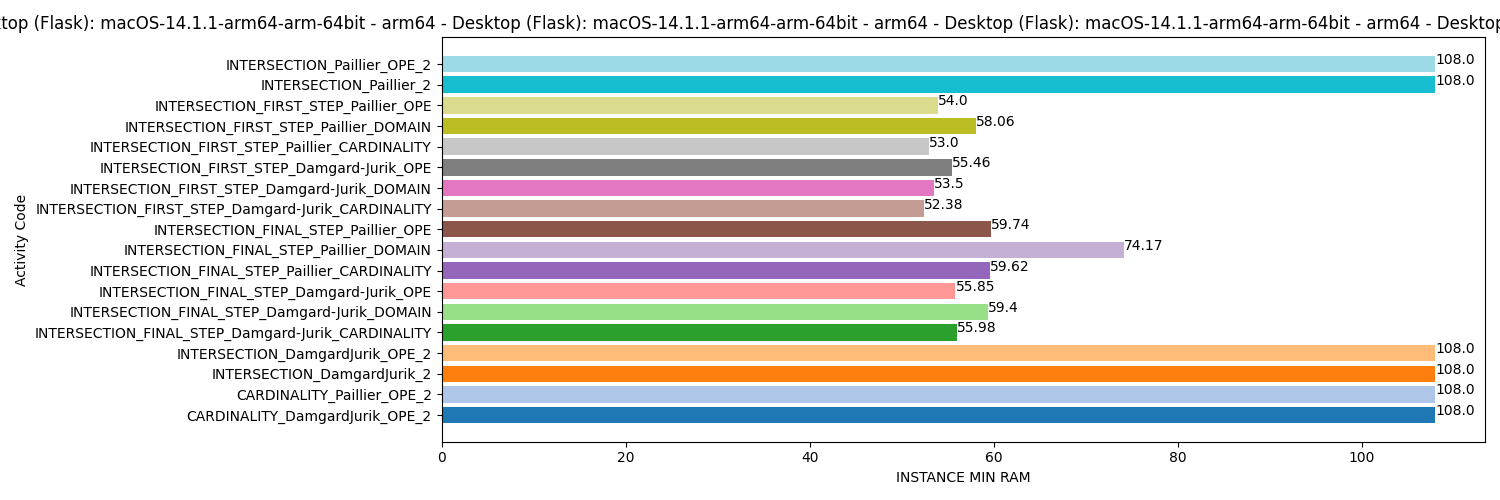 (Flask): macOS-14.1.1-arm64-arm-64bit - arm64 - Desktop (Flask): macOS-14.1.1-arm64-arm-64bit - arm64 - Desktop (Flask): macOS-14.1.1-arm64-arm-64bit - arm64 -
INTERSECTION_Paillier_OPE_2 108.0
INTERSECTION_Paillier_2 108.0
INTERSECTION_FIRST_STEP_Paillier_OPE 54.0
INTERSECTION_FIRST_STEP_Paillier_DOMAIN 58.06
INTERSECTION_FIRST_STEP_Paillier_CARDINALITY 53.0
INTERSECTION_FIRST_STEP_Damgard-Jurik_OPE 55.46
INTERSECTION_FIRST_STEP_Damgard-Jurik_DOMAIN 53.5
INTERSECTION_FIRST_STEP_Damgard-Jurik_CARDINALITY 52.38
INTERSECTION_FINAL_STEP_Paillier_OPE 59.74
INTERSECTION_FINAL_STEP_Paillier_DOMAIN 74.17
INTERSECTION_FINAL_STEP_Paillier_CARDINALITY 59.62
INTERSECTION_FINAL_STEP_Damgard-Jurik_OPE 55.85
INTERSECTION_FINAL_STEP_Damgard-Jurik_DOMAIN 59.4
INTERSECTION_FINAL_STEP_Damgard-Jurik_CARDINALITY 55.98
INTERSECTION_DamgardJurik_OPE_2 108.0
INTERSECTION_DamgardJurik_2 108.0
CARDINALITY_Paillier_OPE_2 108.0
CARDINALITY_DamgardJurik_OPE_2 108.0
Activity Code
0 20 40 60 80 100
INSTANCE MIN RAM